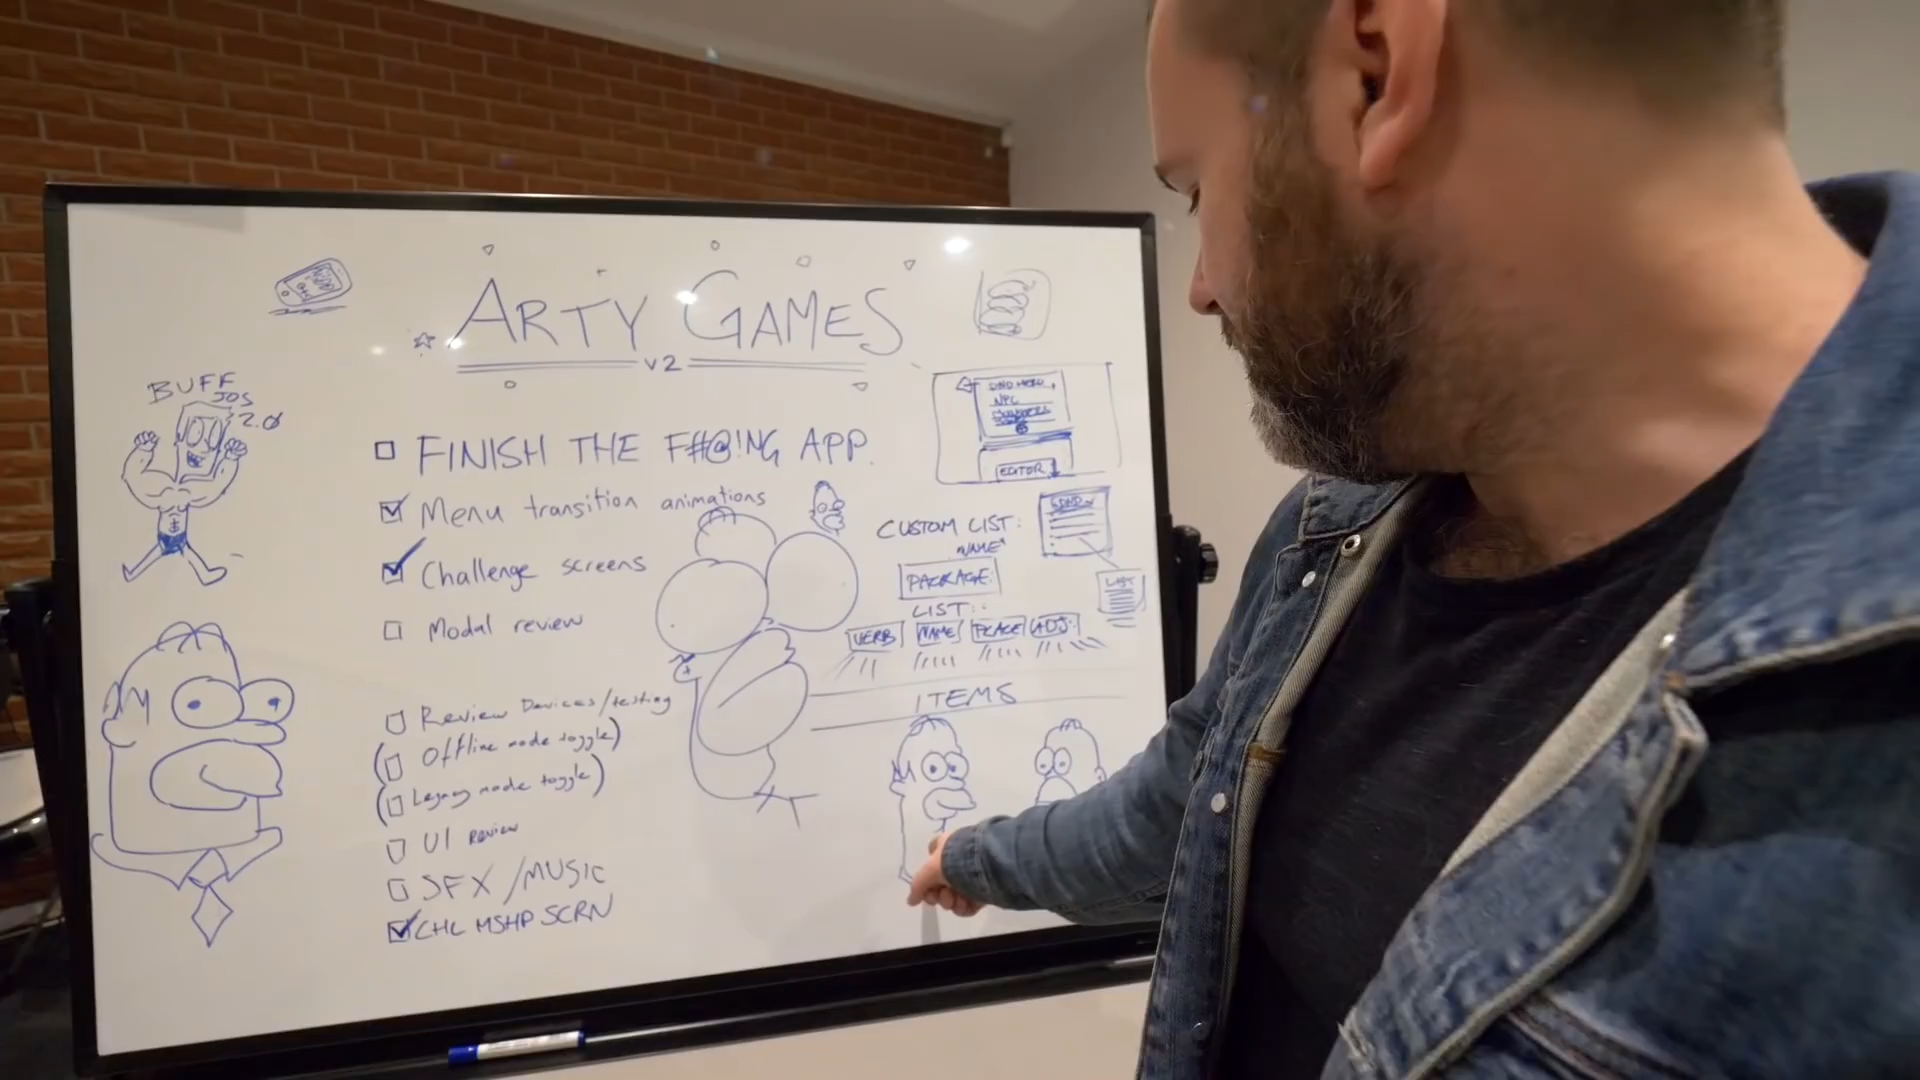 ARTY GAMES
V2
BUFF
JOS
2.0
FINISH THE F#@!NG APP.
Menu transition animations
Challenge screens
Modal review
Review Devices/testing
(Offline mode toggle)
(Legacy mode toggle)
UI Review
SFX/MUSIC
CHL MSHP SCRN
NPC
EDITOR
CUSTOM LIST:
"NAME"
PACKAGE:
LIST:
VERB NAME PLACE ADJ.
LIST
ITEMS